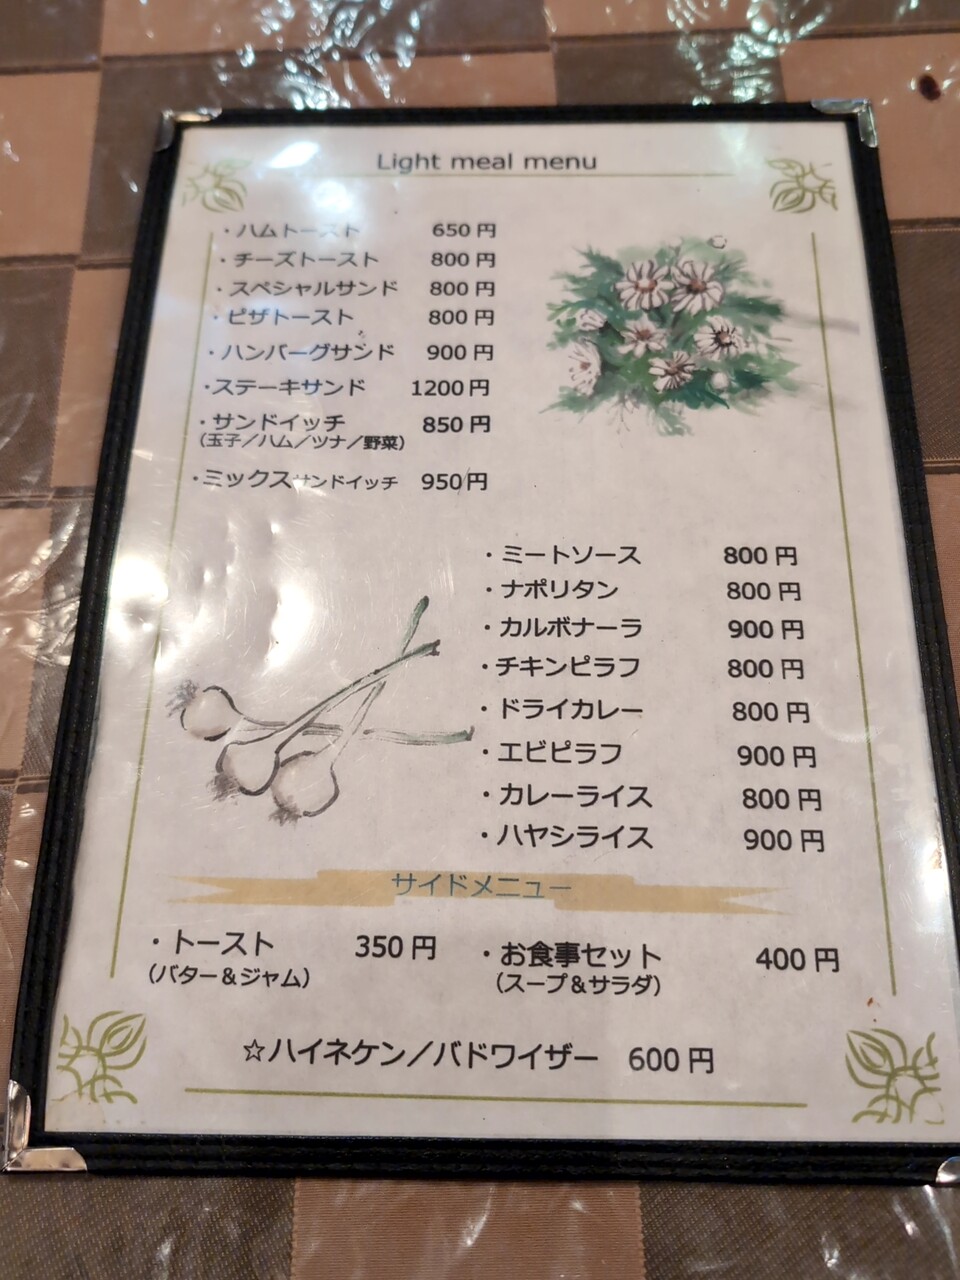 Light meal menu
・ハムトースト 650円
・チーズトースト 800円
・スペシャルサンド 800円
・ピザトースト 800円
・ハンバーグサンド 900円
・ステーキサンド 1200円
・サンドイッチ 850円
（玉子／ハム／ツナ／野菜）
・ミックスサンドイッチ 950円
・ミートソース 800円
・ナポリタン 800円
・カルボナーラ 900円
・チキンピラフ 800円
・ドライカレー 800円
・エビピラフ 900円
・カレーライス 800円
・ハヤシライス 900円
サイドメニュー
・トースト 350円
（バター＆ジャム）
・お食事セット 400円
（スープ＆サラダ）
☆ハイネケン／バドワイザー 600円